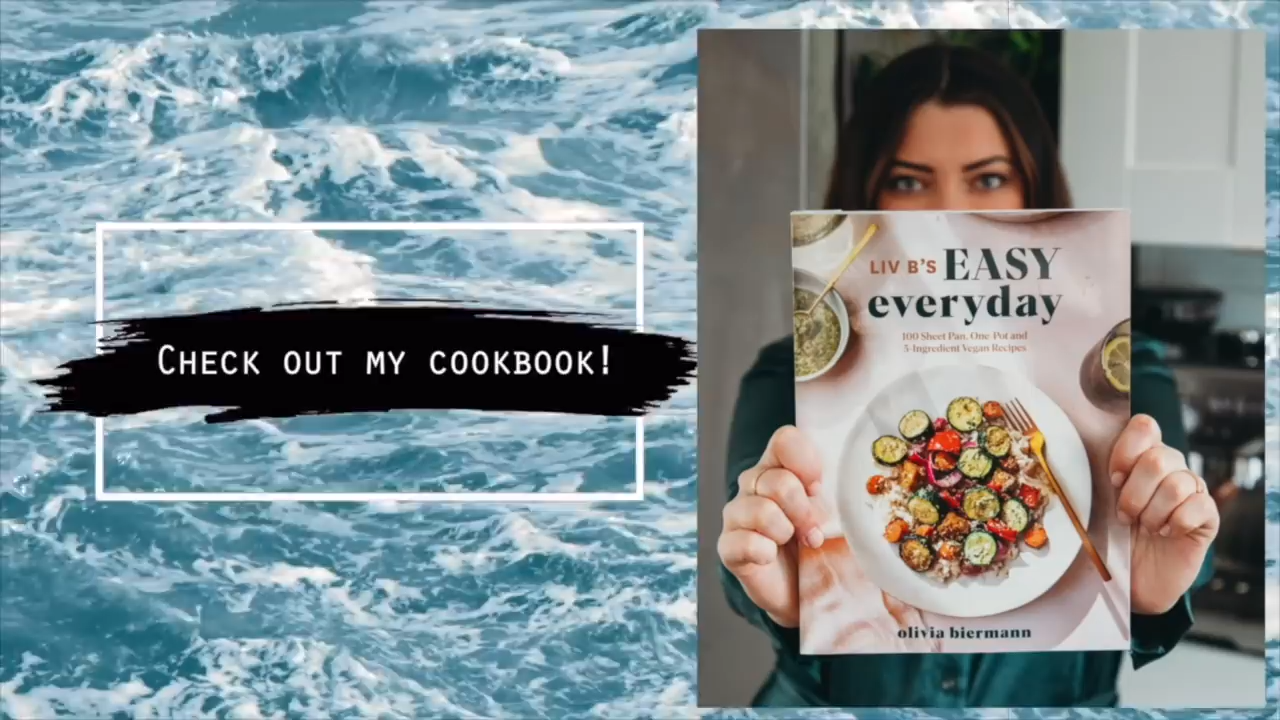 Check out my cookbook!
LIV B'S EASY
everyday
100 Sheet Pan, One-Pot and
5-Ingredient Vegan Recipes
olivia biermann